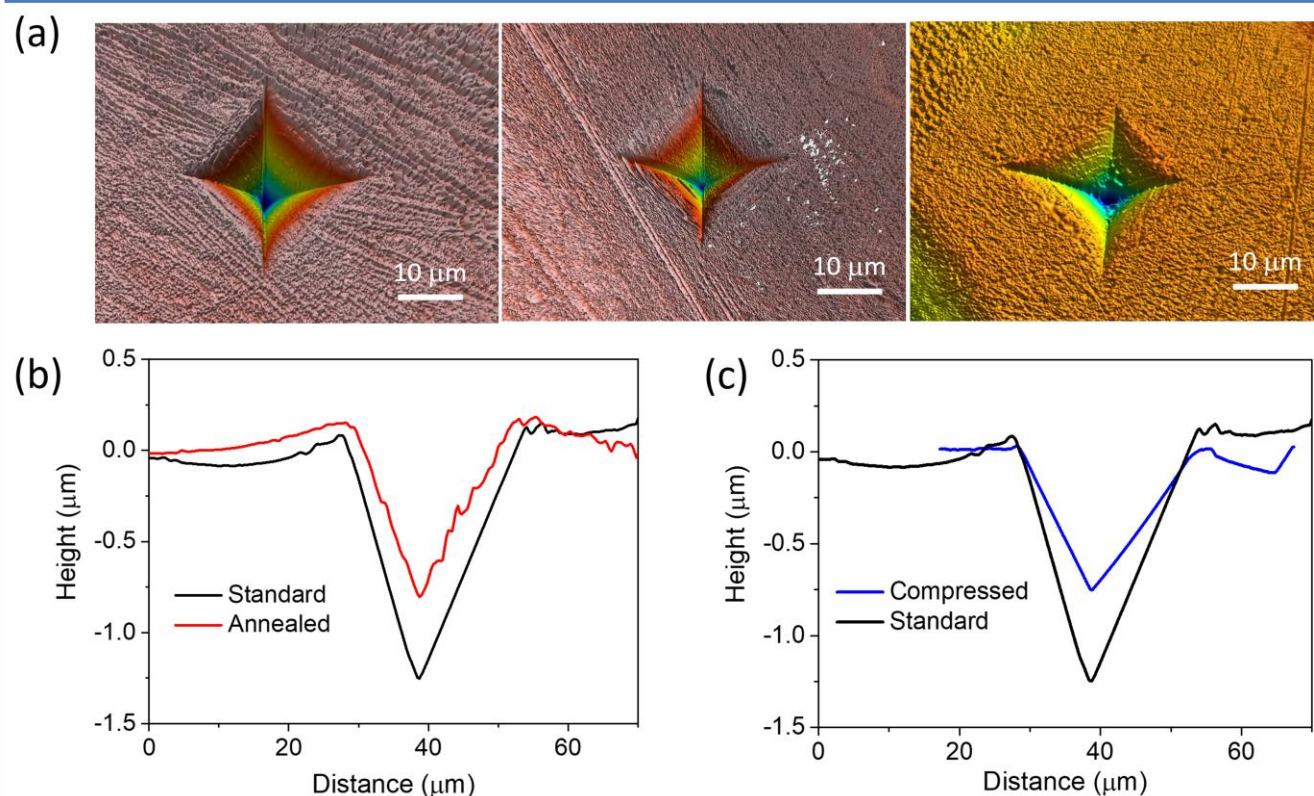 (a)
10 μm
10 μm
10 μm
(b)
0.5
0.0
-0.5
-1.0
-1.5
Height (μm)
Standard
Annealed
0
20
40
60
Distance (μm)
(c)
0.5
0.0
-0.5
-1.0
-1.5
Height (μm)
Compressed
Standard
0
20
40
60
Distance (μm)